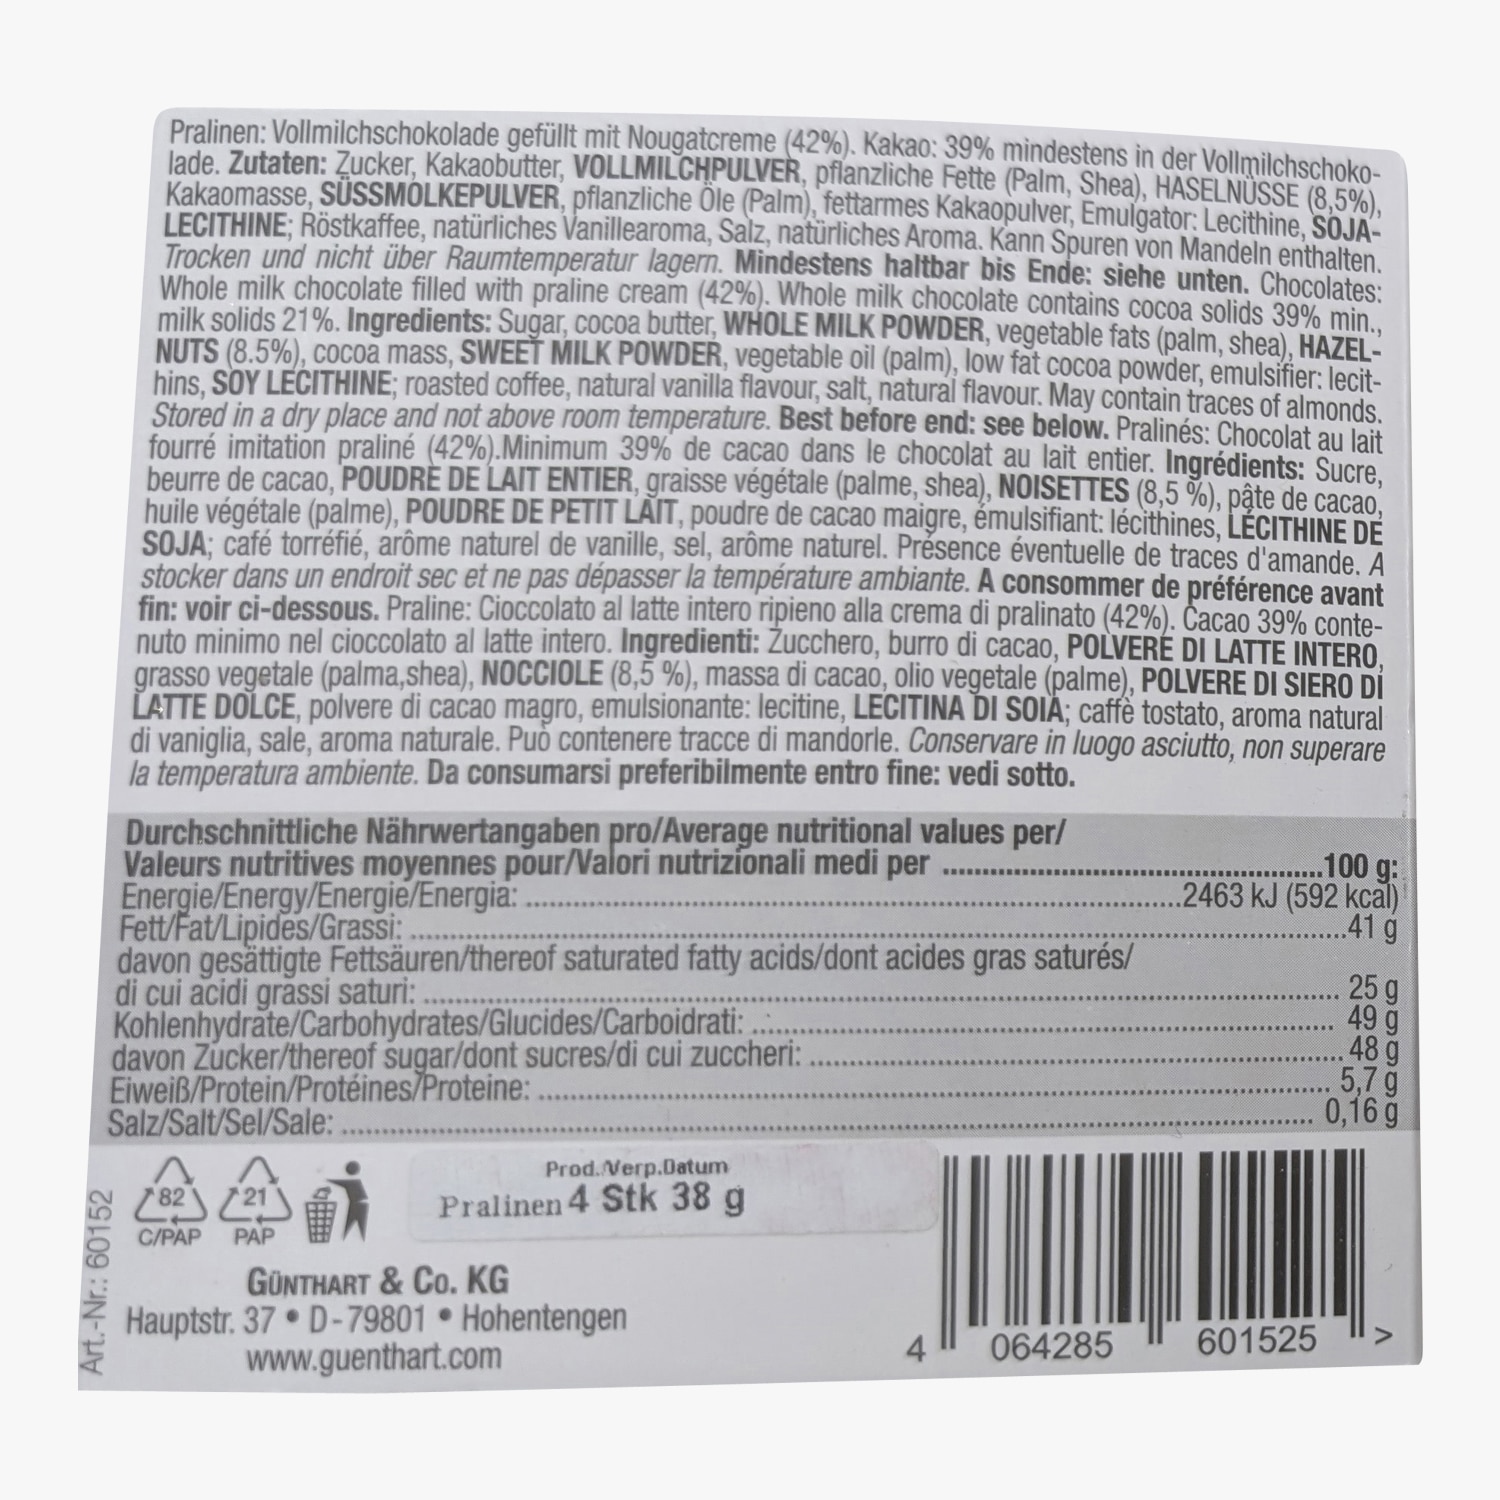 Pralinen: Vollmilchschokolade gefüllt mit Nougatcreme (42%). Kakao: 39% mindestens in der Vollmilchschoko-
lade. Zutaten: Zucker, Kakaobutter, VOLLMILCHPULVER, pflanzliche Fette (Palm, Shea), HASELNÜSSE (8,5%),
Kakaomasse, SÜSSMOLKEPULVER, pflanzliche Öle (Palm), fettarmes Kakaopulver, Emulgator: Lecithine, SOJA-
LECITHINE; Röstkaffee, natürliches Vanillearoma, Salz, natürliches Aroma. Kann Spuren von Mandeln enthalten.
Trocken und nicht über Raumtemperatur lagern. Mindestens haltbar bis Ende: siehe unten. Chocolates:
Whole milk chocolate filled with praline cream (42%). Whole milk chocolate contains cocoa solids 39% min.,
milk solids 21%. Ingredients: Sugar, cocoa butter, WHOLE MILK POWDER, vegetable fats (palm, shea), HAZEL-
NUTS (8.5%), cocoa mass, SWEET MILK POWDER, vegetable oil (palm), low fat cocoa powder, emulsifier: lecit-
hins, SOY LECITHINE; roasted coffee, natural vanilla flavour, salt, natural flavour. May contain traces of almonds.
Stored in a dry place and not above room temperature. Best before end: see below. Pralinés: Chocolat au lait
fourré imitation praliné (42%).Minimum 39% de cacao dans le chocolat au lait entier. Ingrédients: Sucre,
beurre de cacao, POUDRE DE LAIT ENTIER, graisse végétale (palme, shea), NOISETTES (8,5 %), pâte de cacao,
huile végétale (palme), POUDRE DE PETIT LAIT, poudre de cacao maigre, émulsifiant: lécithines, LÉCITHINE DE
SOJA; café torréfié, arôme naturel de vanille, sel, arôme naturel. Présence éventuelle de traces d'amande. A
stocker dans un endroit sec et ne pas dépasser la température ambiante. A consommer de préférence avant
fin: voir ci-dessous. Praline: Cioccolato al latte intero ripieno alla crema di pralinato (42%). Cacao 39% conte-
nuto minimo nel cioccolato al latte intero. Ingredienti: Zucchero, burro di cacao, POLVERE DI LATTE INTERO,
grasso vegetale (palma,shea), NOCCIOLE (8,5 %), massa di cacao, olio vegetale (palme), POLVERE DI SIERO DI
LATTE DOLCE, polvere di cacao magro, emulsionante: lecitine, LECITINA DI SOIA; caffè tostato, aroma natural
di vaniglia, sale, aroma naturale. Può contenere tracce di mandorle. Conservare in luogo asciutto, non superare
la temperatura ambiente. Da consumarsi preferibilmente entro fine: vedi sotto.
Durchschnittliche Nährwertangaben pro/Average nutritional values per/
Valeurs nutritives moyennes pour/Valori nutrizionali medi per ..... 100 g:
Energie/Energy/Energie/Energia: ..... 2463 kJ (592 kcal)
Fett/Fat/Lipides/Grassi: ..... 41 g
davon gesättigte Fettsäuren/thereof saturated fatty acids/dont acides gras saturés/
di cui acidi grassi saturi: ..... 25 g
Kohlenhydrate/Carbohydrates/Glucides/Carboidrati: ..... 49 g
davon Zucker/thereof sugar/dont sucres/di cui zuccheri: ..... 48 g
Eiweiß/Protein/Protéines/Proteine: ..... 5,7 g
Salz/Salt/Sel/Sale: ..... 0,16 g
Prod./Verp.Datum
Pralinen 4 Stk 38 g
82 21
C/PAP PAP
Art.-Nr.: 60152
GÜNTHART & CO. KG
Hauptstr. 37 • D-79801 • Hohentengen
www.guenthart.com
4 064285 601525 >